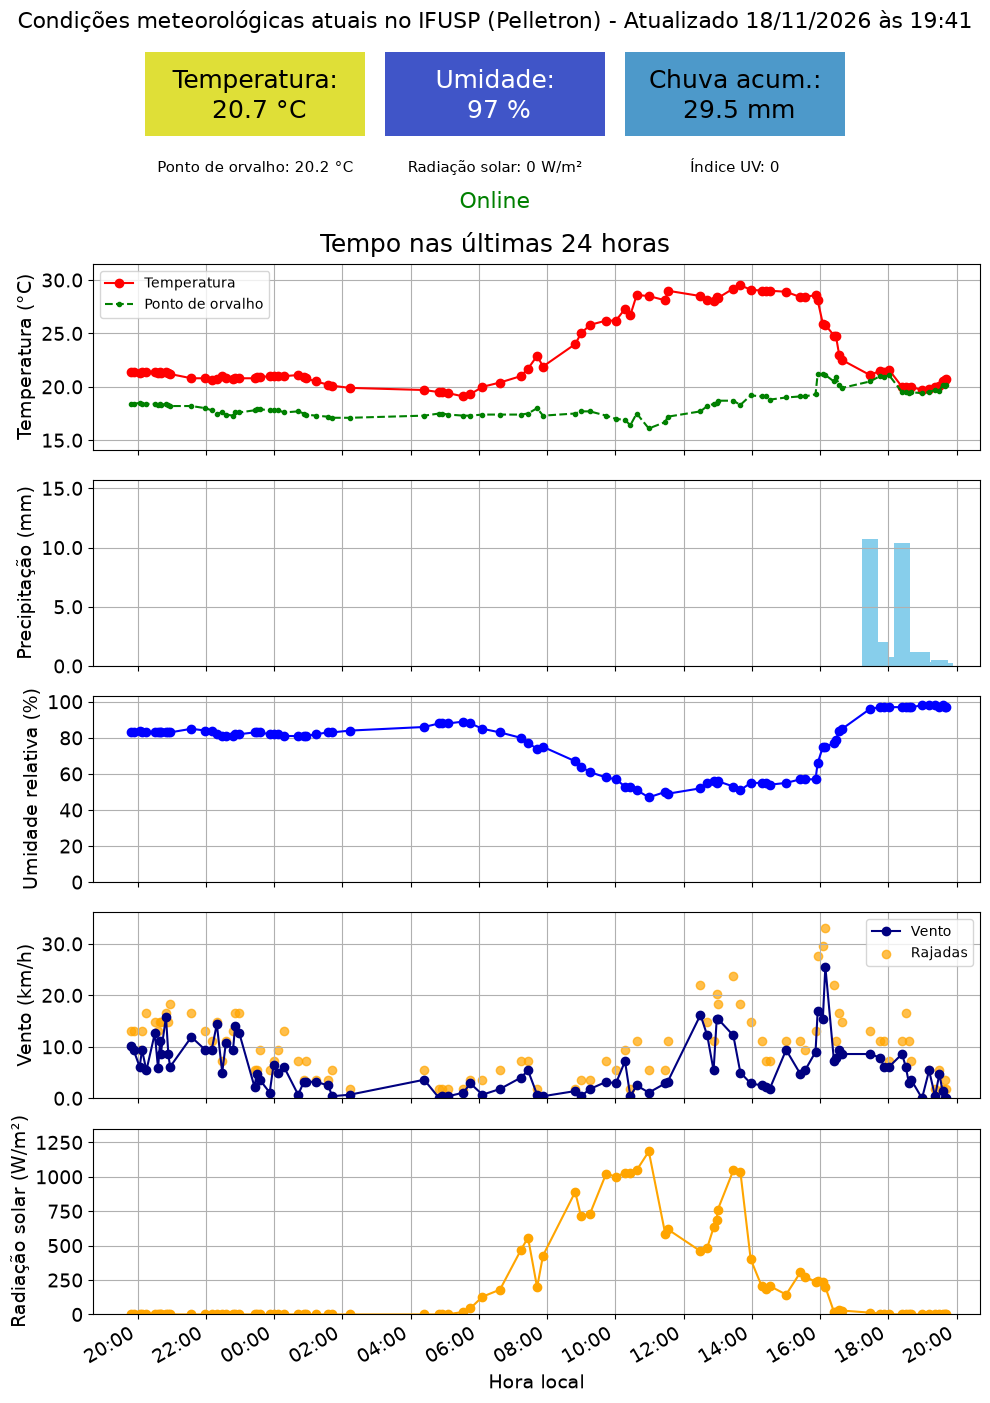 Condições meteorológicas atuais no IFUSP (Pelletron) - Atualizado 18/11/2026 às 19:41
Temperatura:
20.7 °C
Umidade:
97 %
Chuva acum.:
29.5 mm
Ponto de orvalho: 20.2 °C
Radiação solar: 0 W/m²
Índice UV: 0
Online
Tempo nas últimas 24 horas
Temperatura (°C)
30.0
25.0
20.0
15.0
Temperatura
Ponto de orvalho
Precipitação (mm)
15.0
10.0
5.0
0.0
Umidade relativa (%)
100
80
60
40
20
0
Vento (km/h)
30.0
20.0
10.0
0.0
Vento
Rajadas
Radiação solar (W/m²)
1250
1000
750
500
250
0
20:00
22:00
00:00
02:00
04:00
06:00
08:00
10:00
12:00
14:00
16:00
18:00
20:00
Hora local